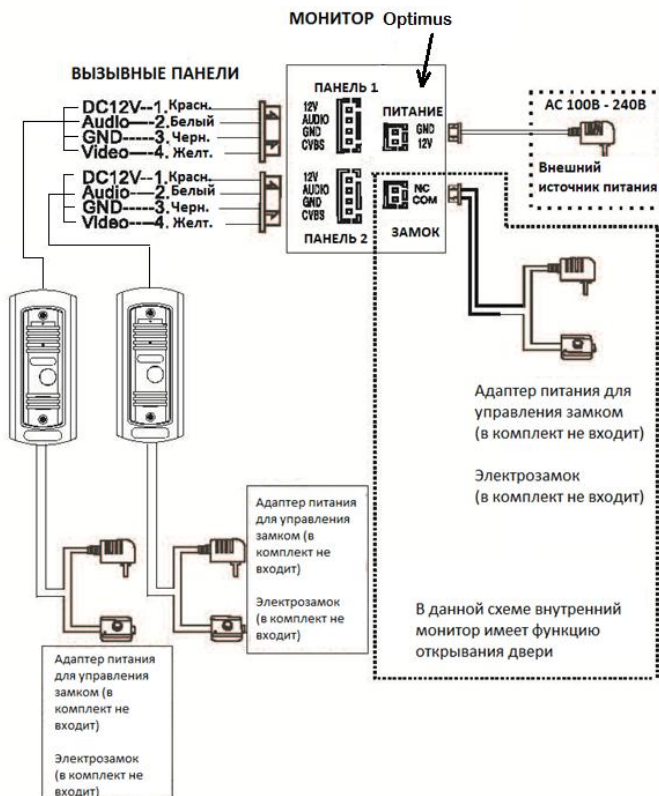 МОНИТОР Optimus
ВЫЗЫВНЫЕ ПАНЕЛИ
DC12V--1. Красн.
Audio---2. Белый
GND-----3. Черн.
Video---4. Желт.
DC12V--1. Красн.
Audio---2. Белый
GND-----3. Черн.
Video---4. Желт.
ПАНЕЛЬ 1
12V
AUDIO
GND
CVBS
12V
AUDIO
GND
CVBS
ПАНЕЛЬ 2
ПИТАНИЕ
GND
12V
NC
COM
ЗАМОК
AC 100В - 240В
Внешний
источник питания
Адаптер питания для
управления замком
(в комплект не входит)
Электрозамок
(в комплект не входит)
В данной схеме внутренний
монитор имеет функцию
открывания двери
Адаптер питания
для управления
замком (в
комплект не
входит)
Электрозамок
(в комплект не
входит)
Адаптер питания
для управления
замком (в
комплект не
входит)
Электрозамок
(в комплект не
входит)